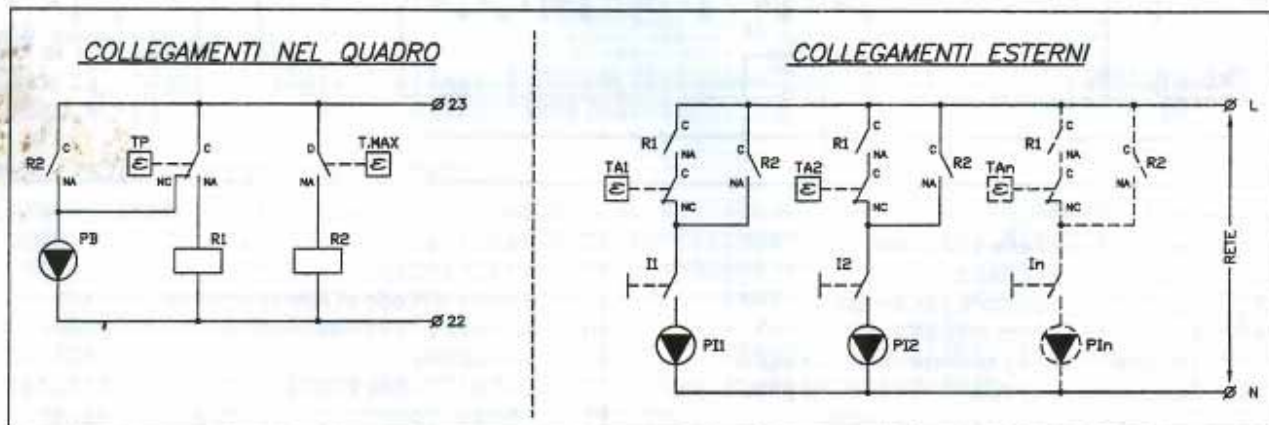 COLLEGAMENTI NEL QUADRO
23
R2
C
NA
TP
ε
C
NC
NA
D
NA
T.MAX
ε
PB
R1
R2
22
COLLEGAMENTI ESTERNI
L
R1
C
NA
TA1
ε
C
NC
C
NA
R2
R1
C
NA
TA2
ε
C
NC
C
NA
R2
R1
C
NA
TAn
ε
C
NC
C
NA
R2
I1
I2
In
PI1
PI2
PIn
RETE
N